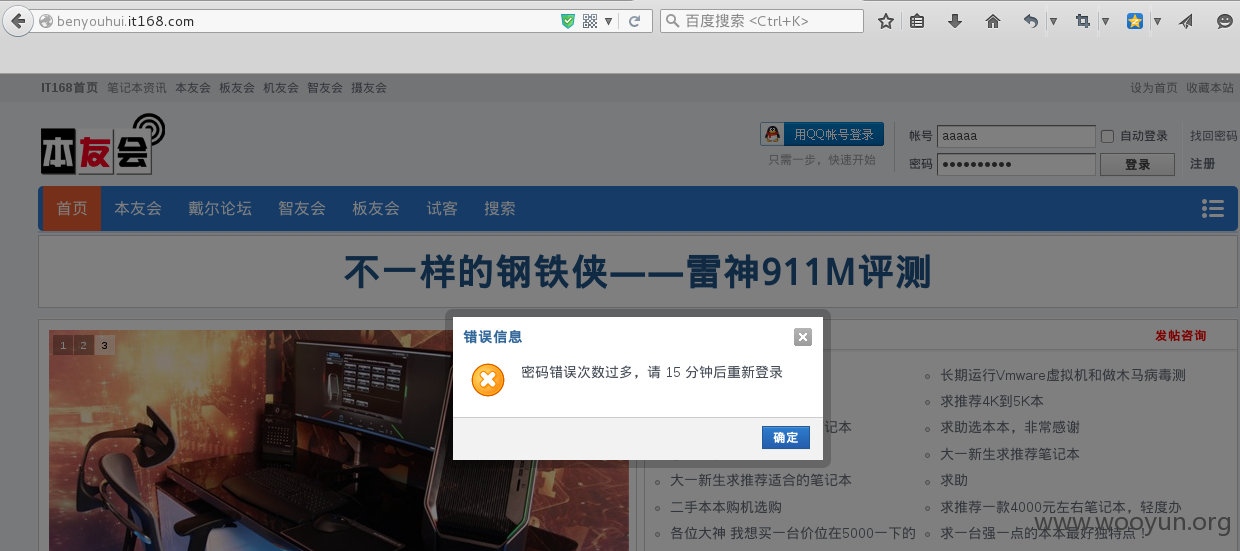 benyouhui.it168.com
百度搜索 <Ctrl+K>
IT168首页 笔记本资讯 本友会 板友会 机友会 智友会 摄友会
设为首页 收藏本站
本友会
用QQ帐号登录
只需一步，快速开始
帐号 aaaaa 自动登录 找回密码
密码 •••••••••• 登录 注册
首页 本友会 戴尔论坛 智友会 板友会 试客 搜索
不一样的钢铁侠——雷神911M评测
1 2 3
发帖咨询
错误信息
密码错误次数过多，请 15 分钟后重新登录
确定
长期运行Vmware虚拟机和做木马病毒测
求推荐4K到5K本
记本
求助选本本，非常感谢
大一新生求推荐笔记本
大一新生求推荐适合的笔记本
求助
二手本本购机选购
求推荐一款4000元左右笔记本，轻度办
各位大神 我想买一台价位在5000一下的
求一台强一点的本本最好独特点！
www.wooyun.org